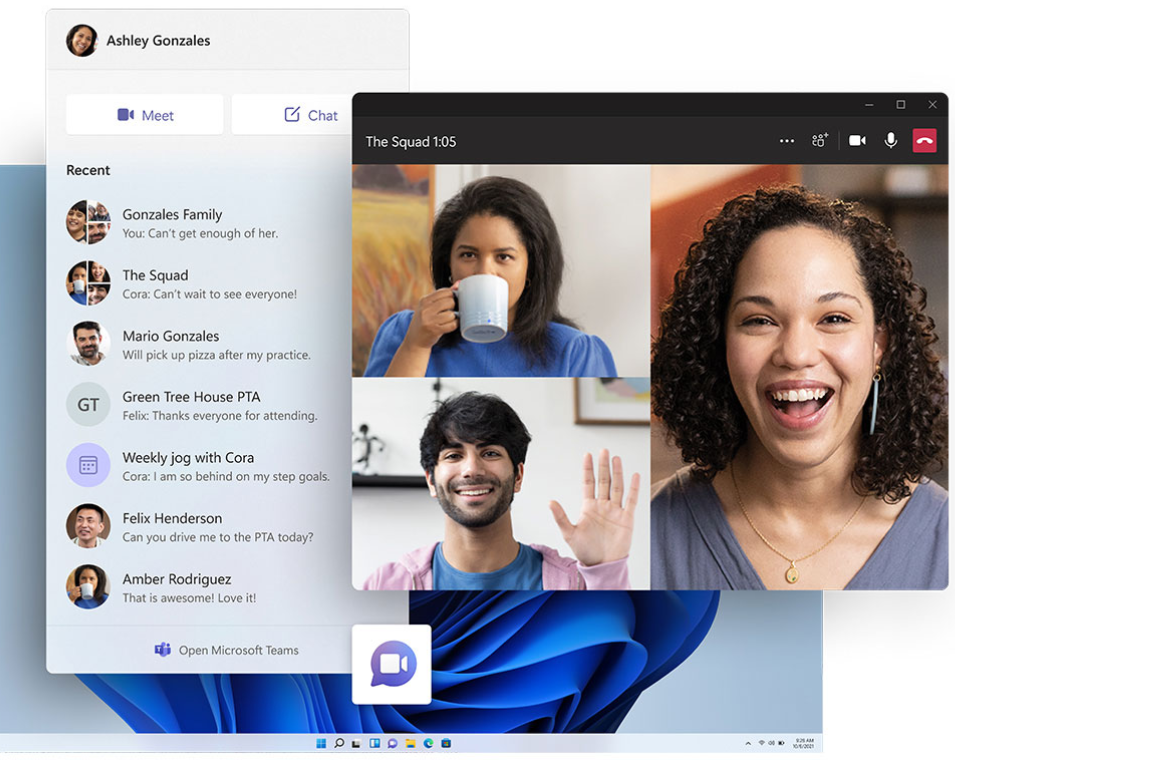 Ashley Gonzales
Meet
Chat
Recent
Gonzales Family
You: Can't get enough of her.
The Squad
Cora: Can't wait to see everyone!
Mario Gonzales
Will pick up pizza after my practice.
GT
Green Tree House PTA
Felix: Thanks everyone for attending.
Weekly jog with Cora
Cora: I am so behind on my step goals.
Felix Henderson
Can you drive me to the PTA today?
Amber Rodriguez
That is awesome! Love it!
Open Microsoft Teams
The Squad 1:05